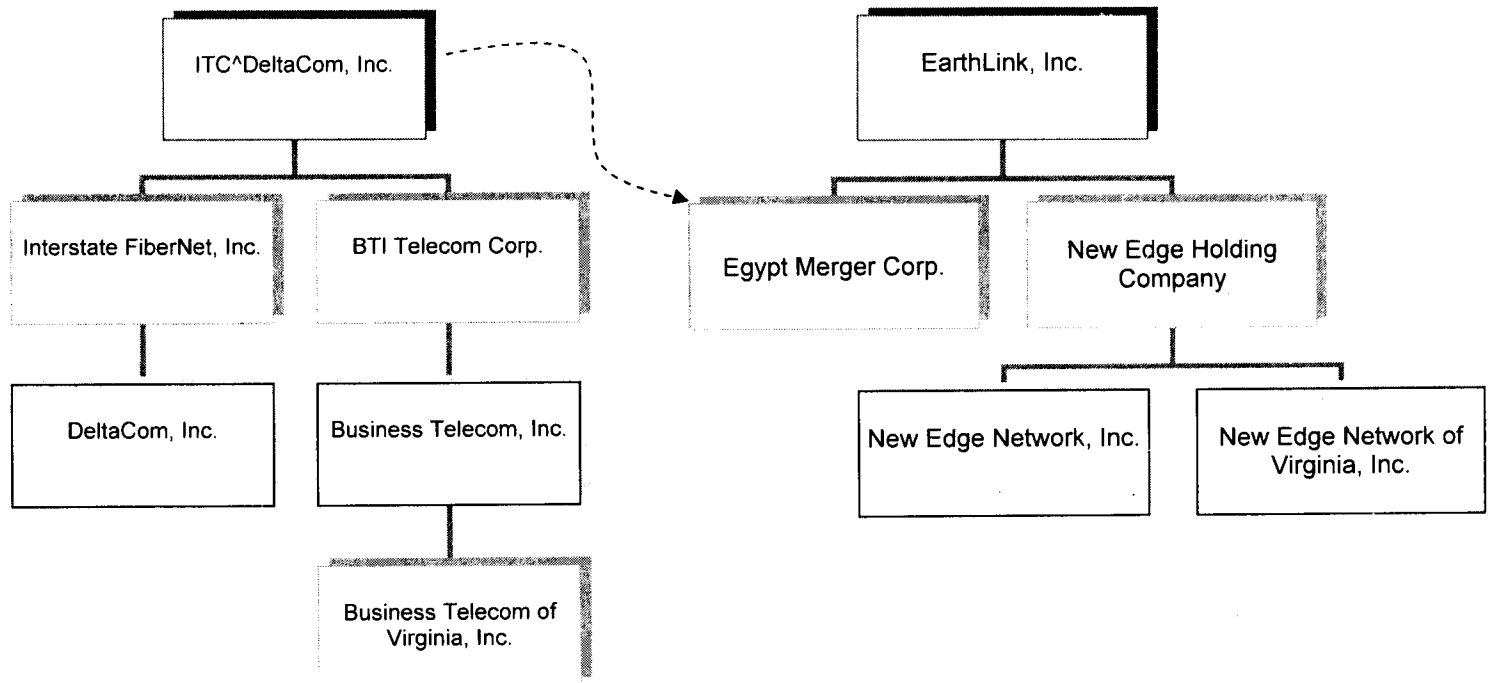 ITC^DeltaCom, Inc.
EarthLink, Inc.
Interstate FiberNet, Inc.
BTI Telecom Corp.
Egypt Merger Corp.
New Edge Holding
Company
DeltaCom, Inc.
Business Telecom, Inc.
New Edge Network, Inc.
New Edge Network of
Virginia, Inc.
Business Telecom of
Virginia, Inc.